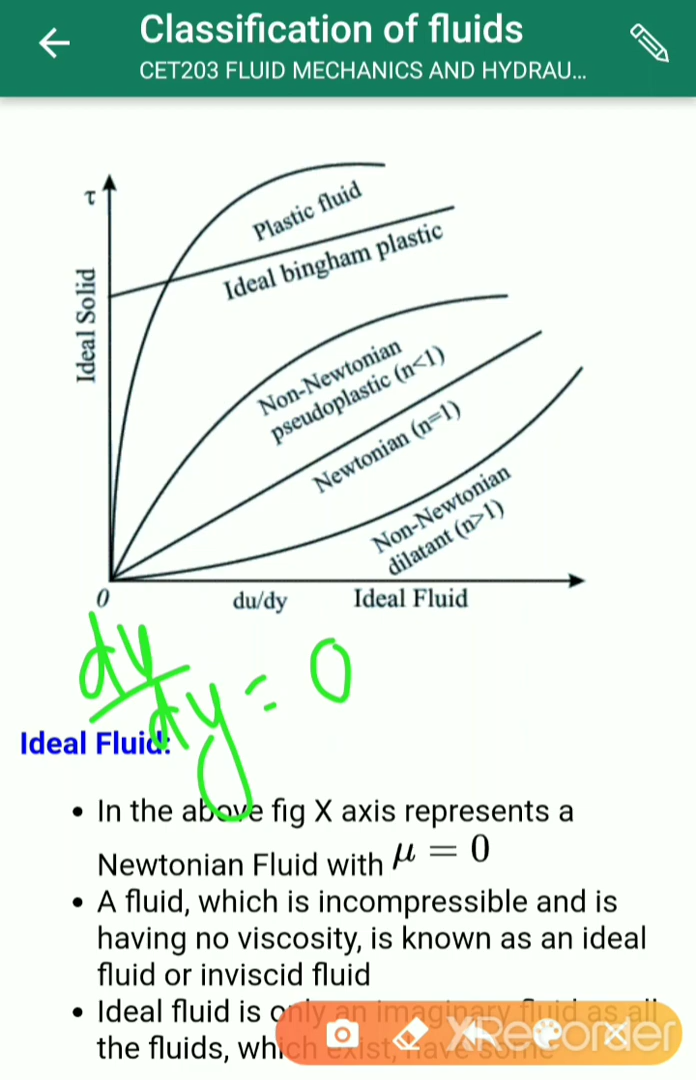 Classification of fluids
CET203 FLUID MECHANICS AND HYDRAU...
τ
Plastic fluid
Ideal bingham plastic
Ideal Solid
Non-Newtonian
pseudoplastic (n<1)
Newtonian (n=1)
Non-Newtonian
dilatant (n>1)
0
du/dy
Ideal Fluid
dy/dy = 0
Ideal Fluid:
• In the above fig X axis represents a
Newtonian Fluid with μ = 0
• A fluid, which is incompressible and is
having no viscosity, is known as an ideal
fluid or inviscid fluid
• Ideal fluid is only an imaginary fluid as all
the fluids, which exist, have some
XRecorder